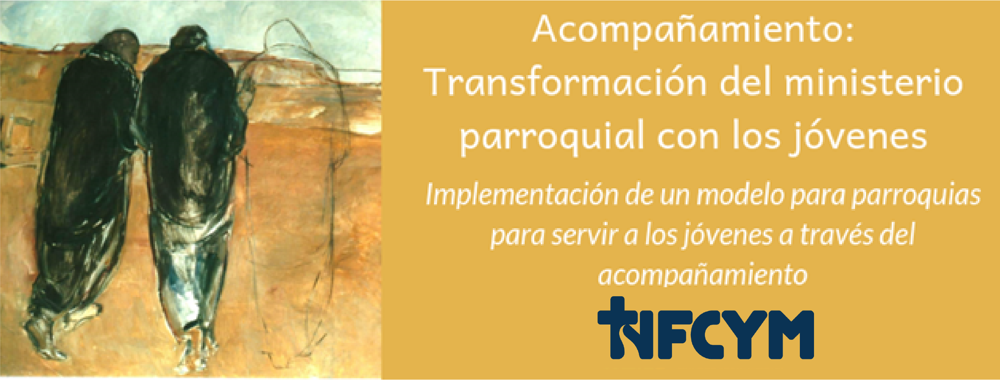 Acompañamiento:
Transformación del ministerio
parroquial con los jóvenes
Implementación de un modelo para parroquias
para servir a los jóvenes a través del
acompañamiento
NFCYM